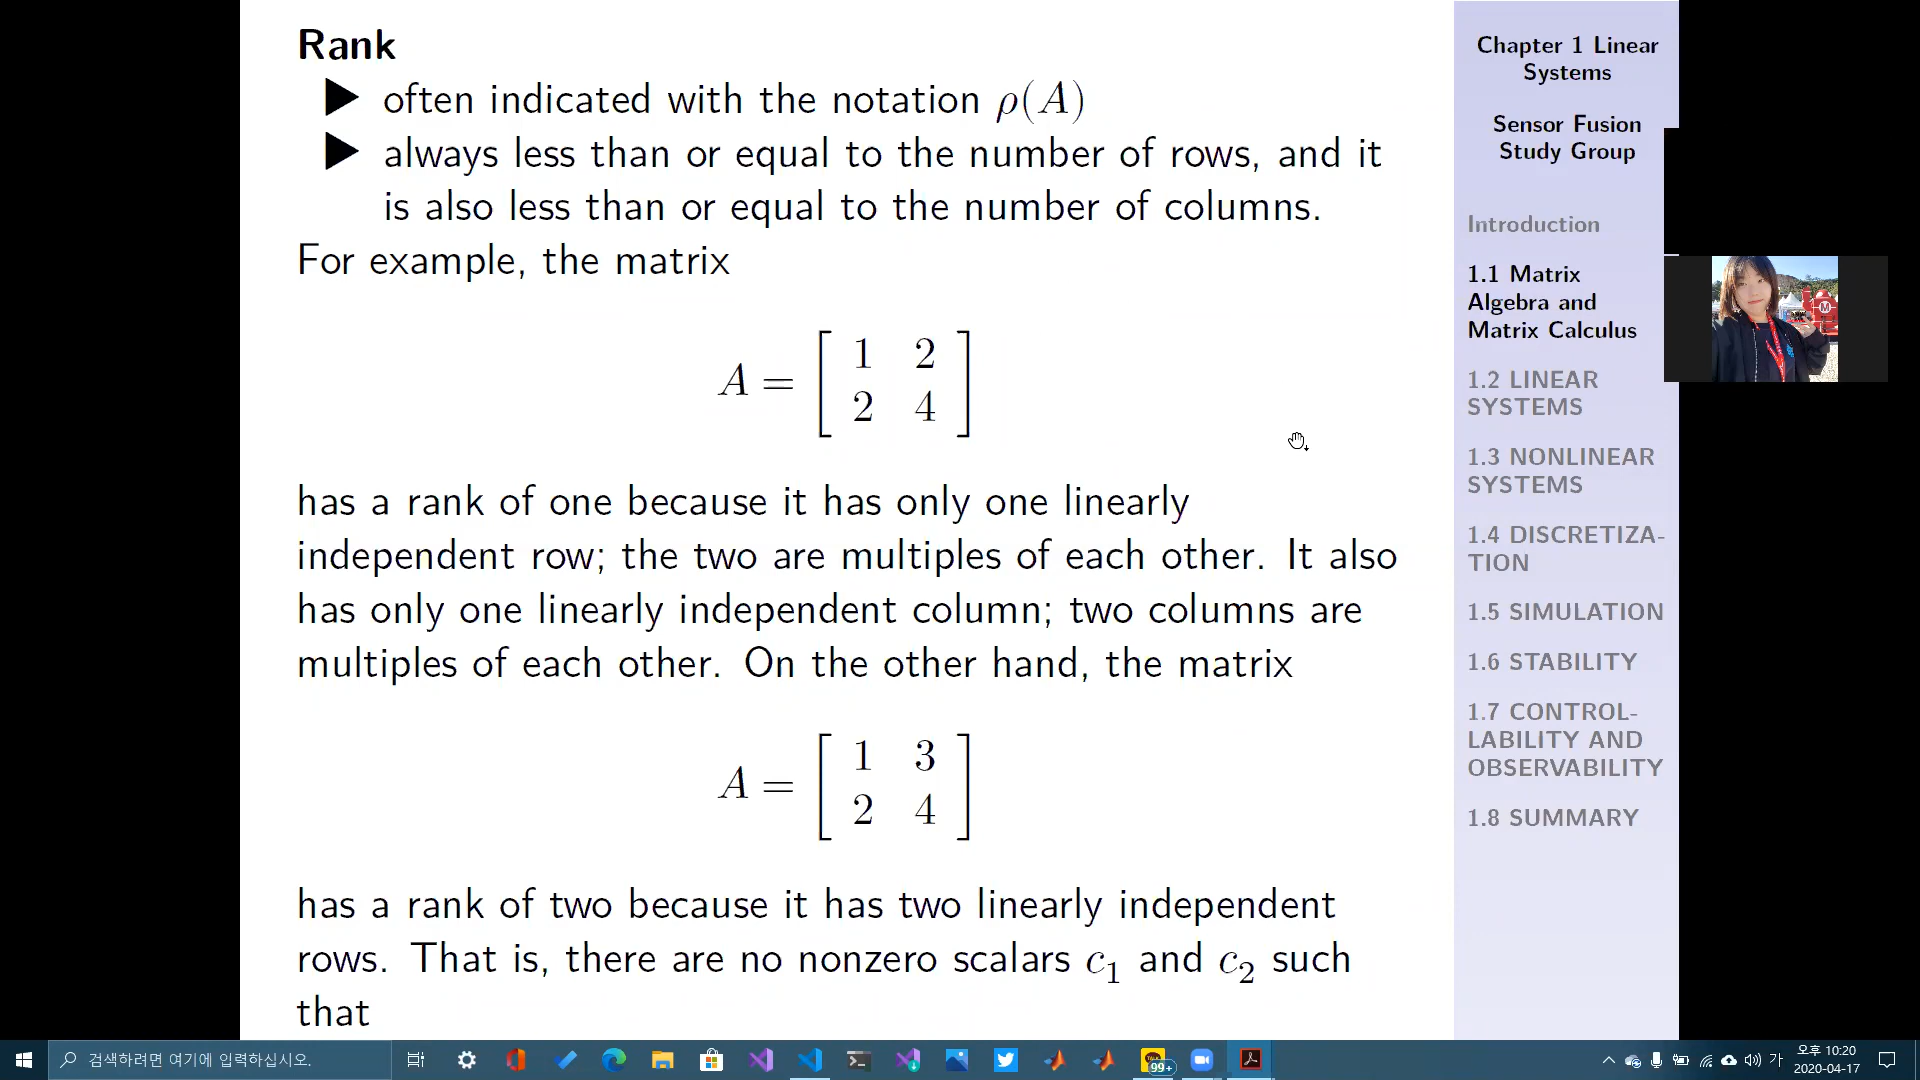 Rank
▶ often indicated with the notation ρ(A)
▶ always less than or equal to the number of rows, and it
is also less than or equal to the number of columns.
For example, the matrix
A = [ 1 2
2 4 ]
has a rank of one because it has only one linearly
independent row; the two are multiples of each other. It also
has only one linearly independent column; two columns are
multiples of each other. On the other hand, the matrix
A = [ 1 3
2 4 ]
has a rank of two because it has two linearly independent
rows. That is, there are no nonzero scalars c₁ and c₂ such
that
Chapter 1 Linear
Systems
Sensor Fusion
Study Group
Introduction
1.1 Matrix
Algebra and
Matrix Calculus
1.2 LINEAR
SYSTEMS
1.3 NONLINEAR
SYSTEMS
1.4 DISCRETIZA-
TION
1.5 SIMULATION
1.6 STABILITY
1.7 CONTROL-
LABILITY AND
OBSERVABILITY
1.8 SUMMARY
M
검색하려면 여기에 입력하십시오.
99+
가
오후 10:20
2020-04-17